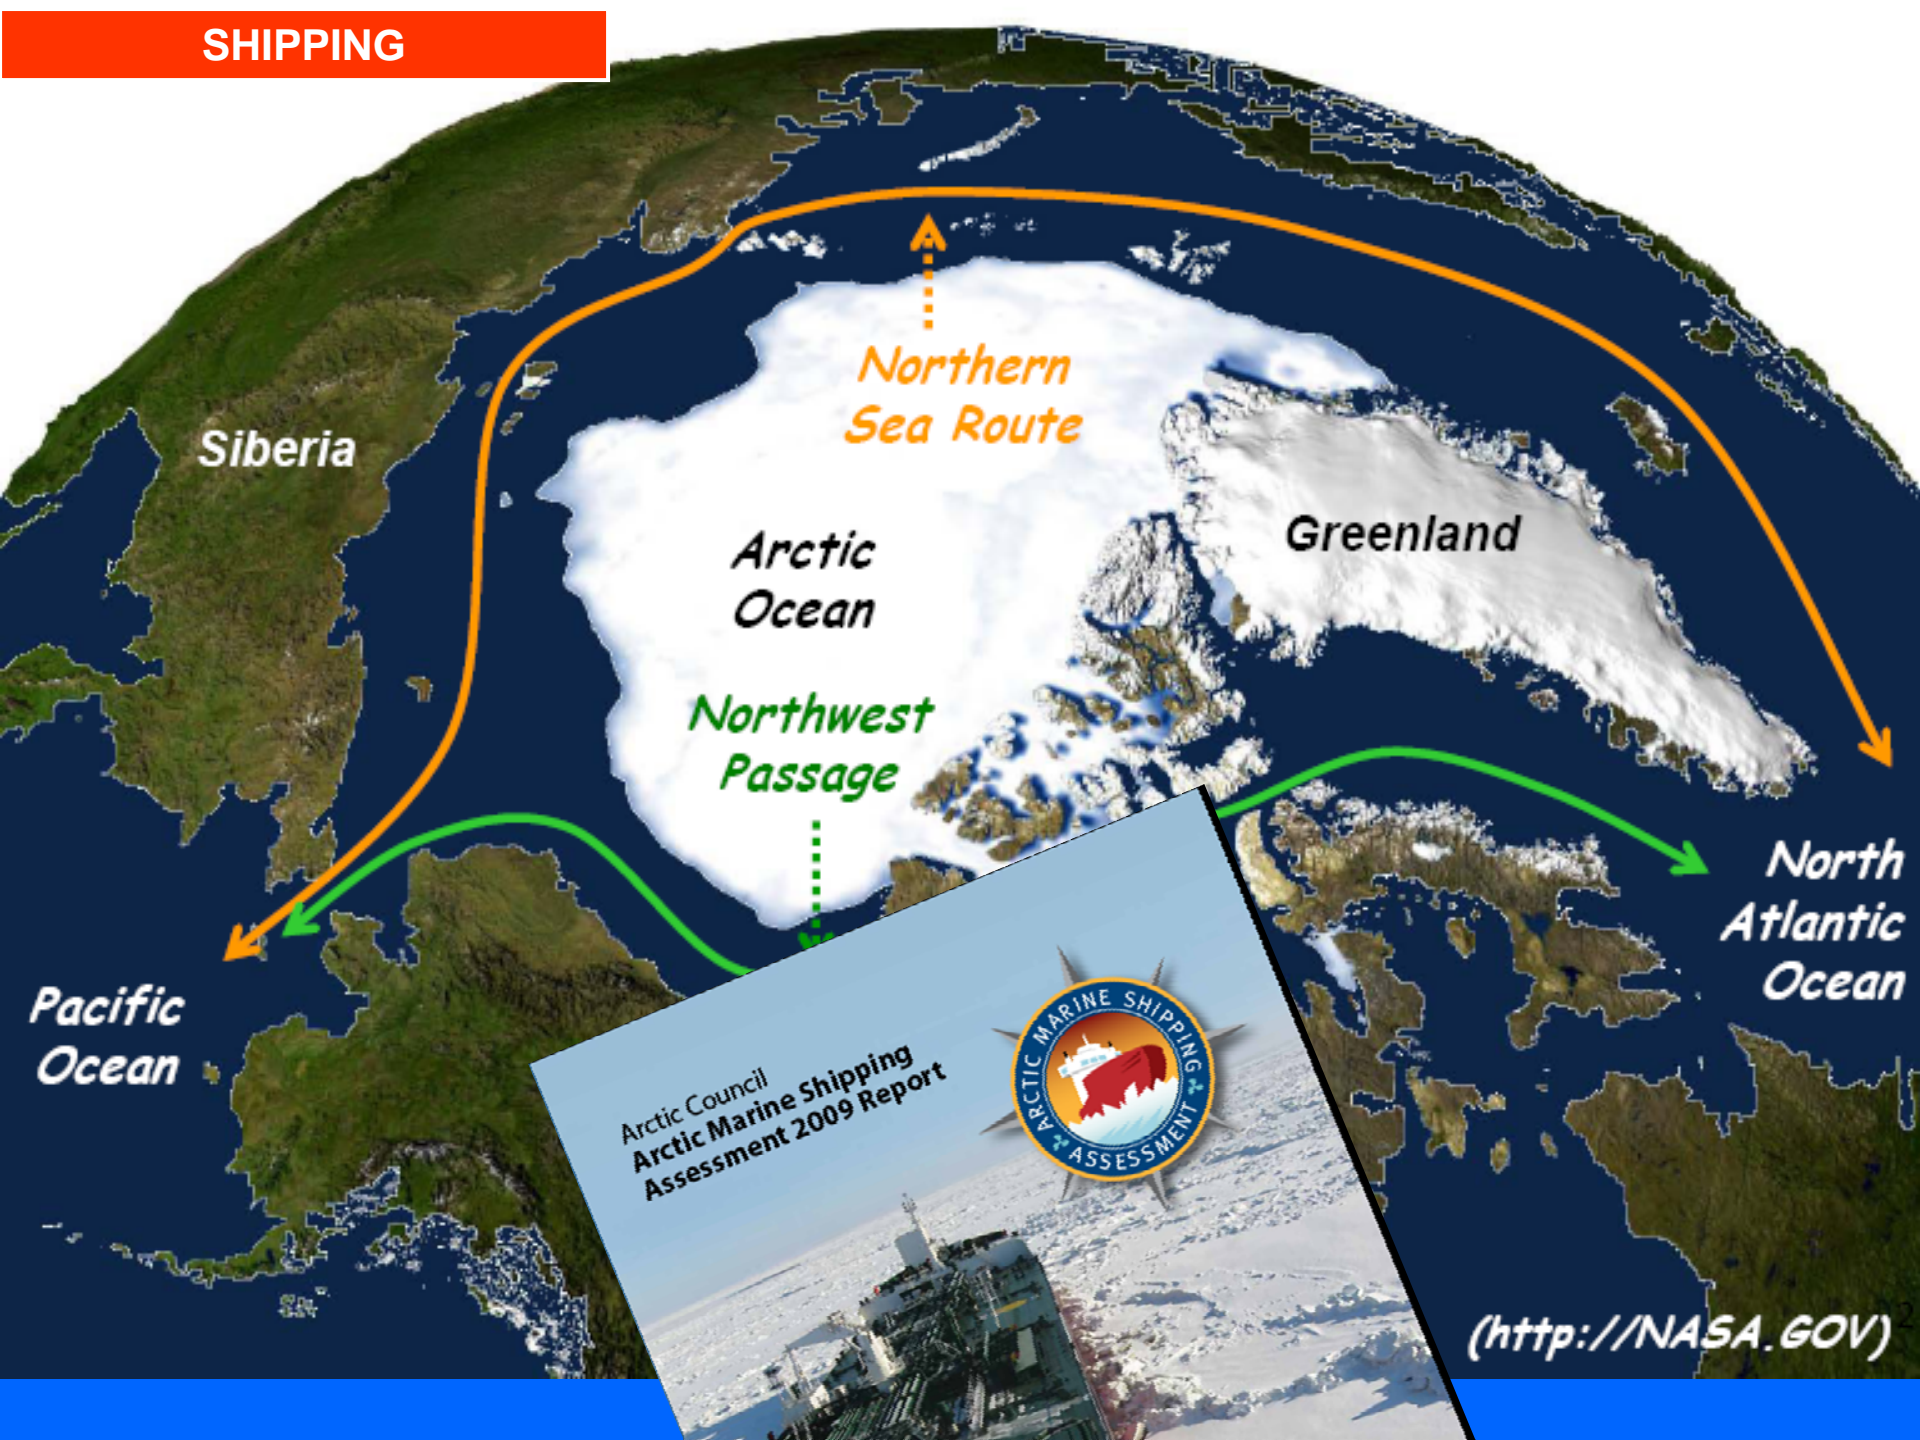 SHIPPING
Northern
Sea Route
Siberia
Greenland
Arctic
Ocean
Northwest
Passage
North
Atlantic
Ocean
Pacific
Ocean
Arctic Council
Arctic Marine Shipping
Assessment 2009 Report
ARCTIC MARINE SHIPPING
ASSESSMENT
(http://NASA.GOV)